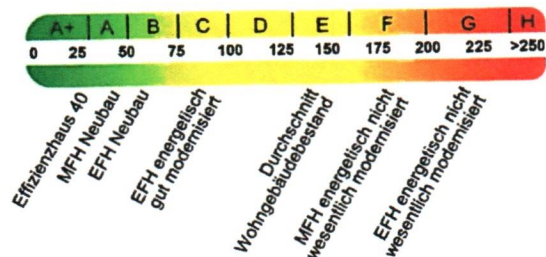 A+ A B C D E F G H
0 25 50 75 100 125 150 175 200 225 >250
Effizienzhaus 40
MFH Neubau
EFH Neubau
EFH energetisch
gut modernisiert
Durchschnitt
Wohngebäudebestand
MFH energetisch nicht
wesentlich modernisiert
EFH energetisch nicht
wesentlich modernisiert